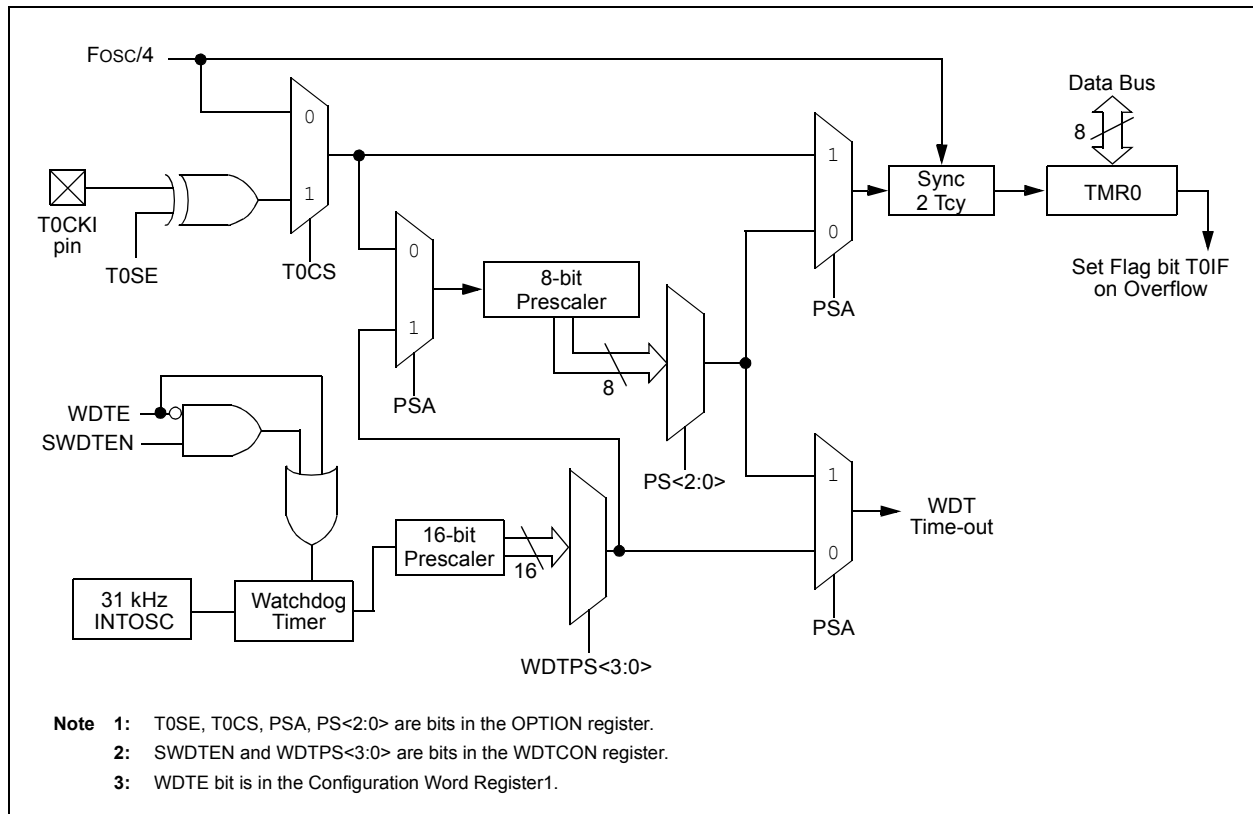 FOSC/4
Data Bus
0
8
1
1
Sync
2 Tcy
TMR0
T0CKI
pin
T0SE
T0CS
0
0
8-bit
Prescaler
Set Flag bit T0IF
on Overflow
PSA
1
8
WDTE
SWDTEN
PSA
PS<2:0>
1
WDT
Time-out
16-bit
Prescaler
16
0
31 kHz
INTOSC
Watchdog
Timer
PSA
WDTPS<3:0>
Note 1: T0SE, T0CS, PSA, PS<2:0> are bits in the OPTION register.
2: SWDTEN and WDTPS<3:0> are bits in the WDTCON register.
3: WDTE bit is in the Configuration Word Register1.